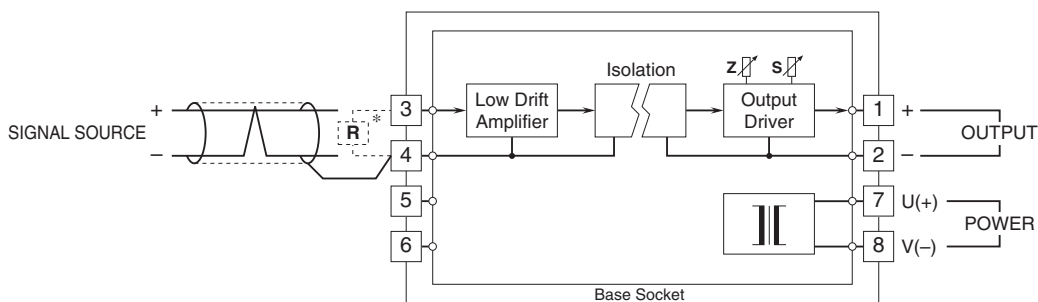 Isolation
Z S
+ 3 Low Drift Amplifier Output Driver 1 +
SIGNAL SOURCE R * OUTPUT
– 4 2 –
5 7 U(+)
POWER
6 8 V(–)
Base Socket